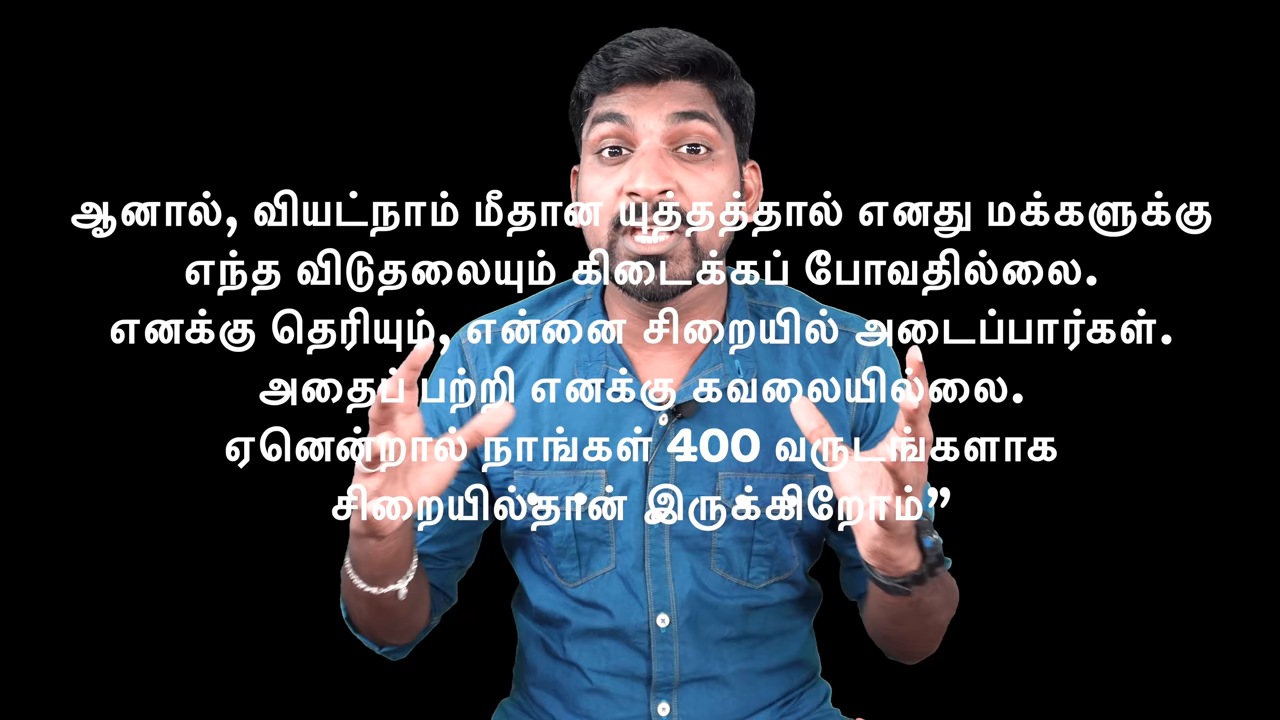 ஆனால், வியட்நாம் மீதான யுத்தத்தால் எனது மக்களுக்கு
எந்த விடுதலையும் கிடைக்கப் போவதில்லை.
எனக்கு தெரியும், என்னை சிறையில் அடைப்பார்கள்.
அதைப் பற்றி எனக்கு கவலையில்லை.
ஏனென்றால் நாங்கள் 400 வருடங்களாக
சிறையில்தான் இருக்கிறோம்”